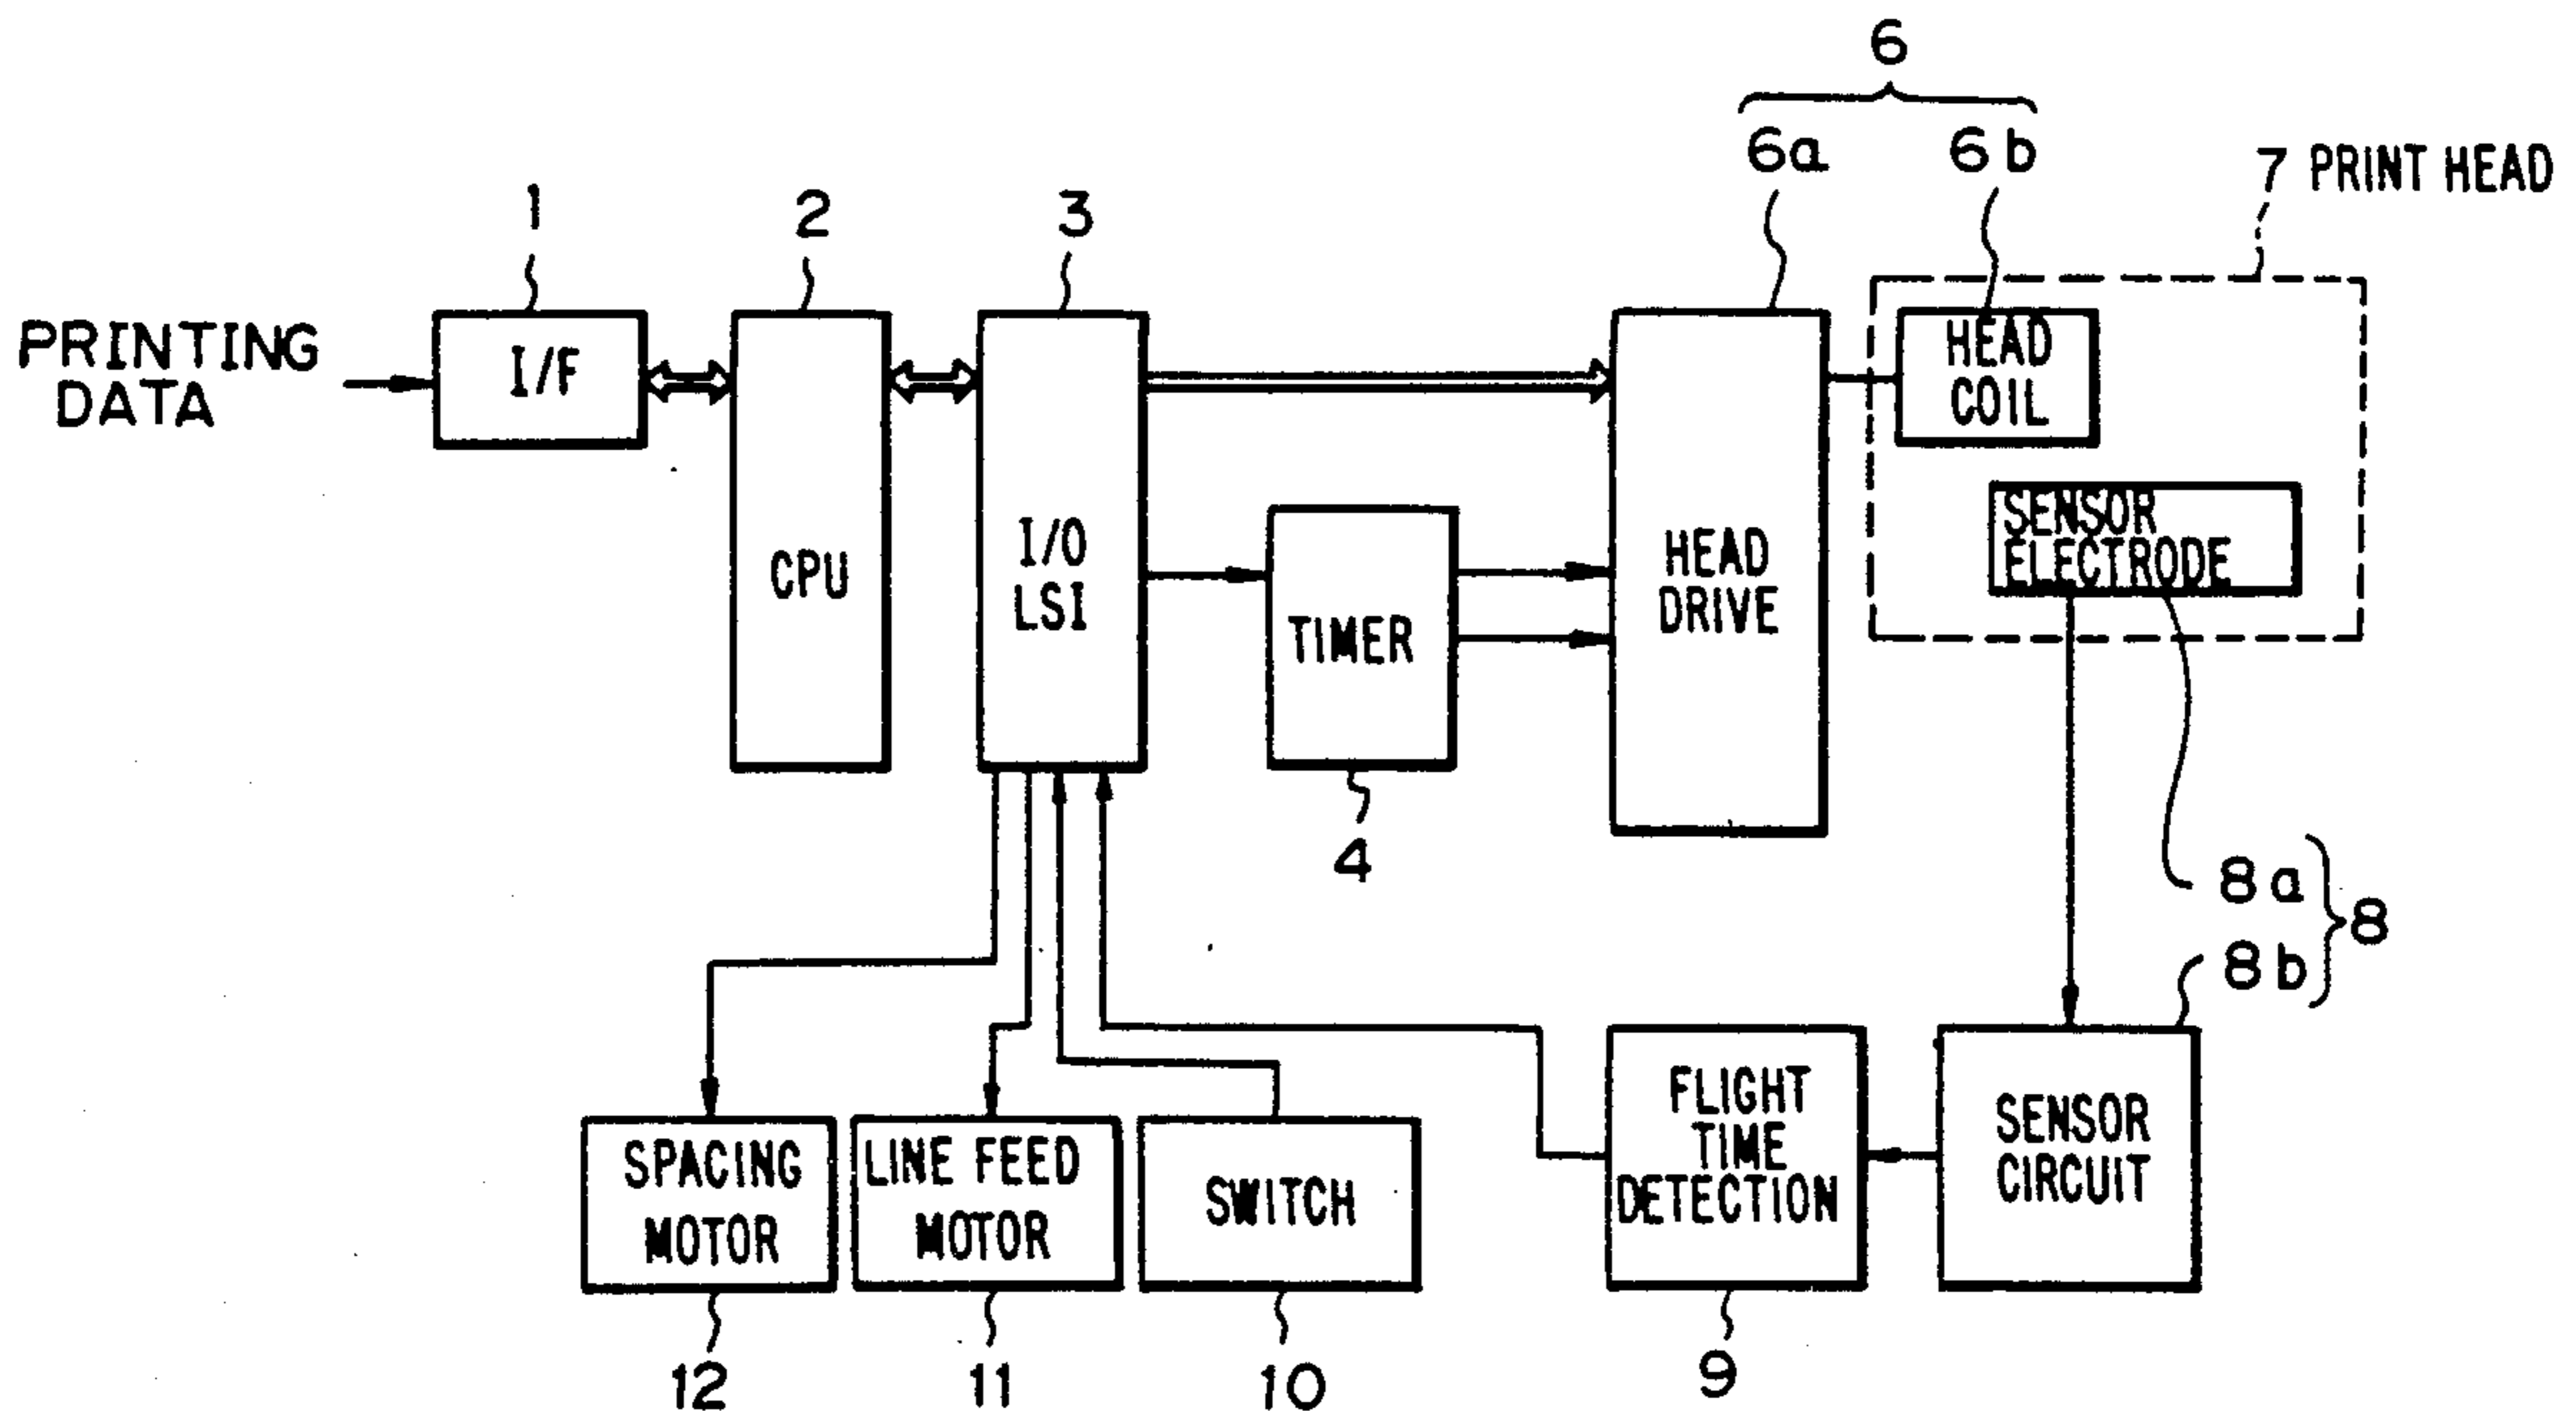 6
6a 6b
7 PRINT HEAD
1 2 3
PRINTING
DATA
I/F
CPU
I/O
LSI
TIMER
4
HEAD
DRIVE
HEAD
COIL
SENSOR
ELECTRODE
8a
8
8b
SPACING
MOTOR
12
LINE FEED
MOTOR
11
SWITCH
10
FLIGHT
TIME
DETECTION
9
SENSOR
CIRCUIT